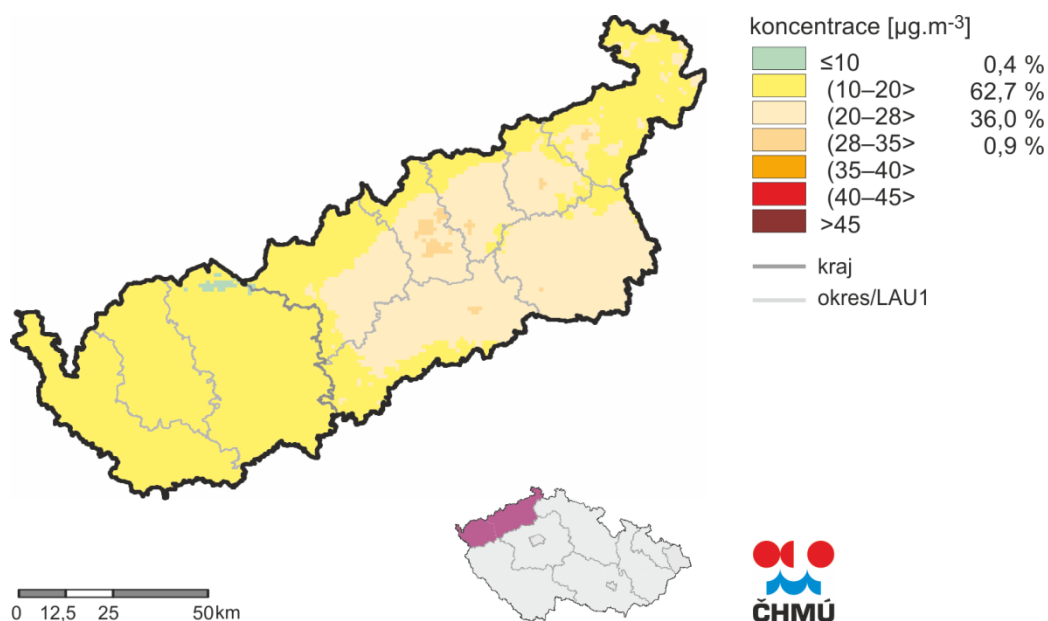 koncentrace [µg.m-3]
≤10 0,4 %
(10–20> 62,7 %
(20–28> 36,0 %
(28–35> 0,9 %
(35–40>
(40–45>
>45
kraj
okres/LAU1
0 12,5 25 50km
ČHMÚ